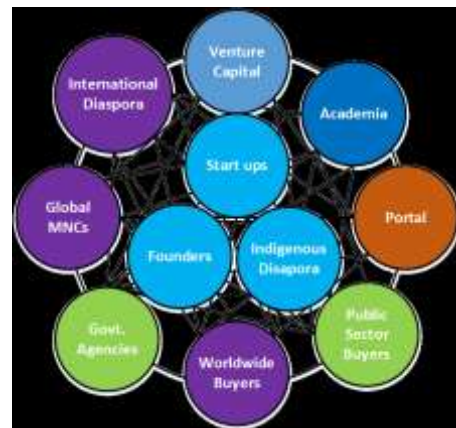 Venture
Capital
International
Diaspora
Academia
Start ups
Global
MNCs
Portal
Founders
Indigenous
Disapora
Govt.
Agencies
Public
Sector
Buyers
Worldwide
Buyers